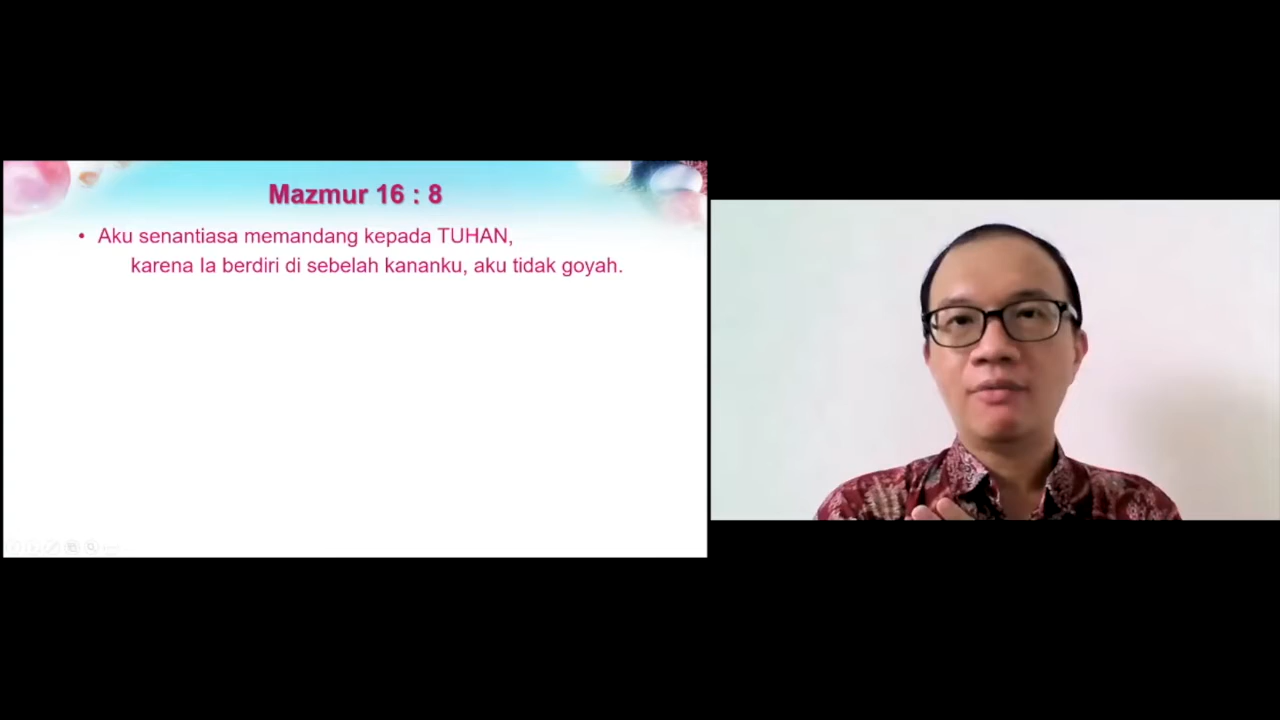 Mazmur 16 : 8
• Aku senantiasa memandang kepada TUHAN,
karena Ia berdiri di sebelah kananku, aku tidak goyah.